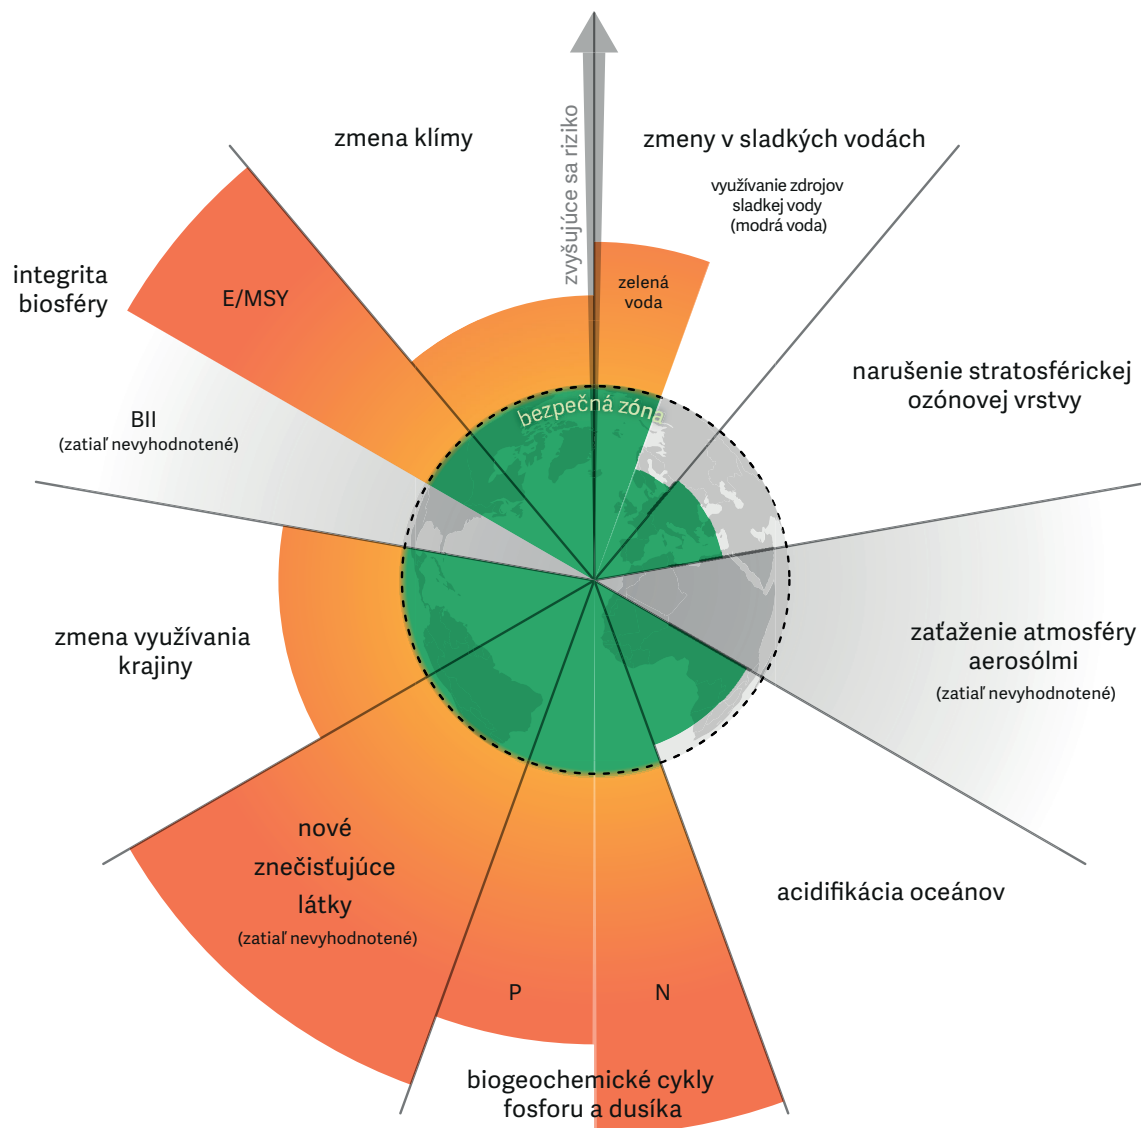 zmena klímy
zmeny v sladkých vodách
využívanie zdrojov
sladkej vody
(modrá voda)
zvyšujúce sa riziko
zelená
voda
integrita
biosféry
E/MSY
narušenie stratosférickej
ozónovej vrstvy
bezpečná zóna
BII
(zatiaľ nevyhodnotené)
zmena využívania
krajiny
zaťaženie atmosféry
aerosólmi
(zatiaľ nevyhodnotené)
nové
znečisťujúce
látky
(zatiaľ nevyhodnotené)
acidifikácia oceánov
P
N
biogeochemické cykly
fosforu a dusíka